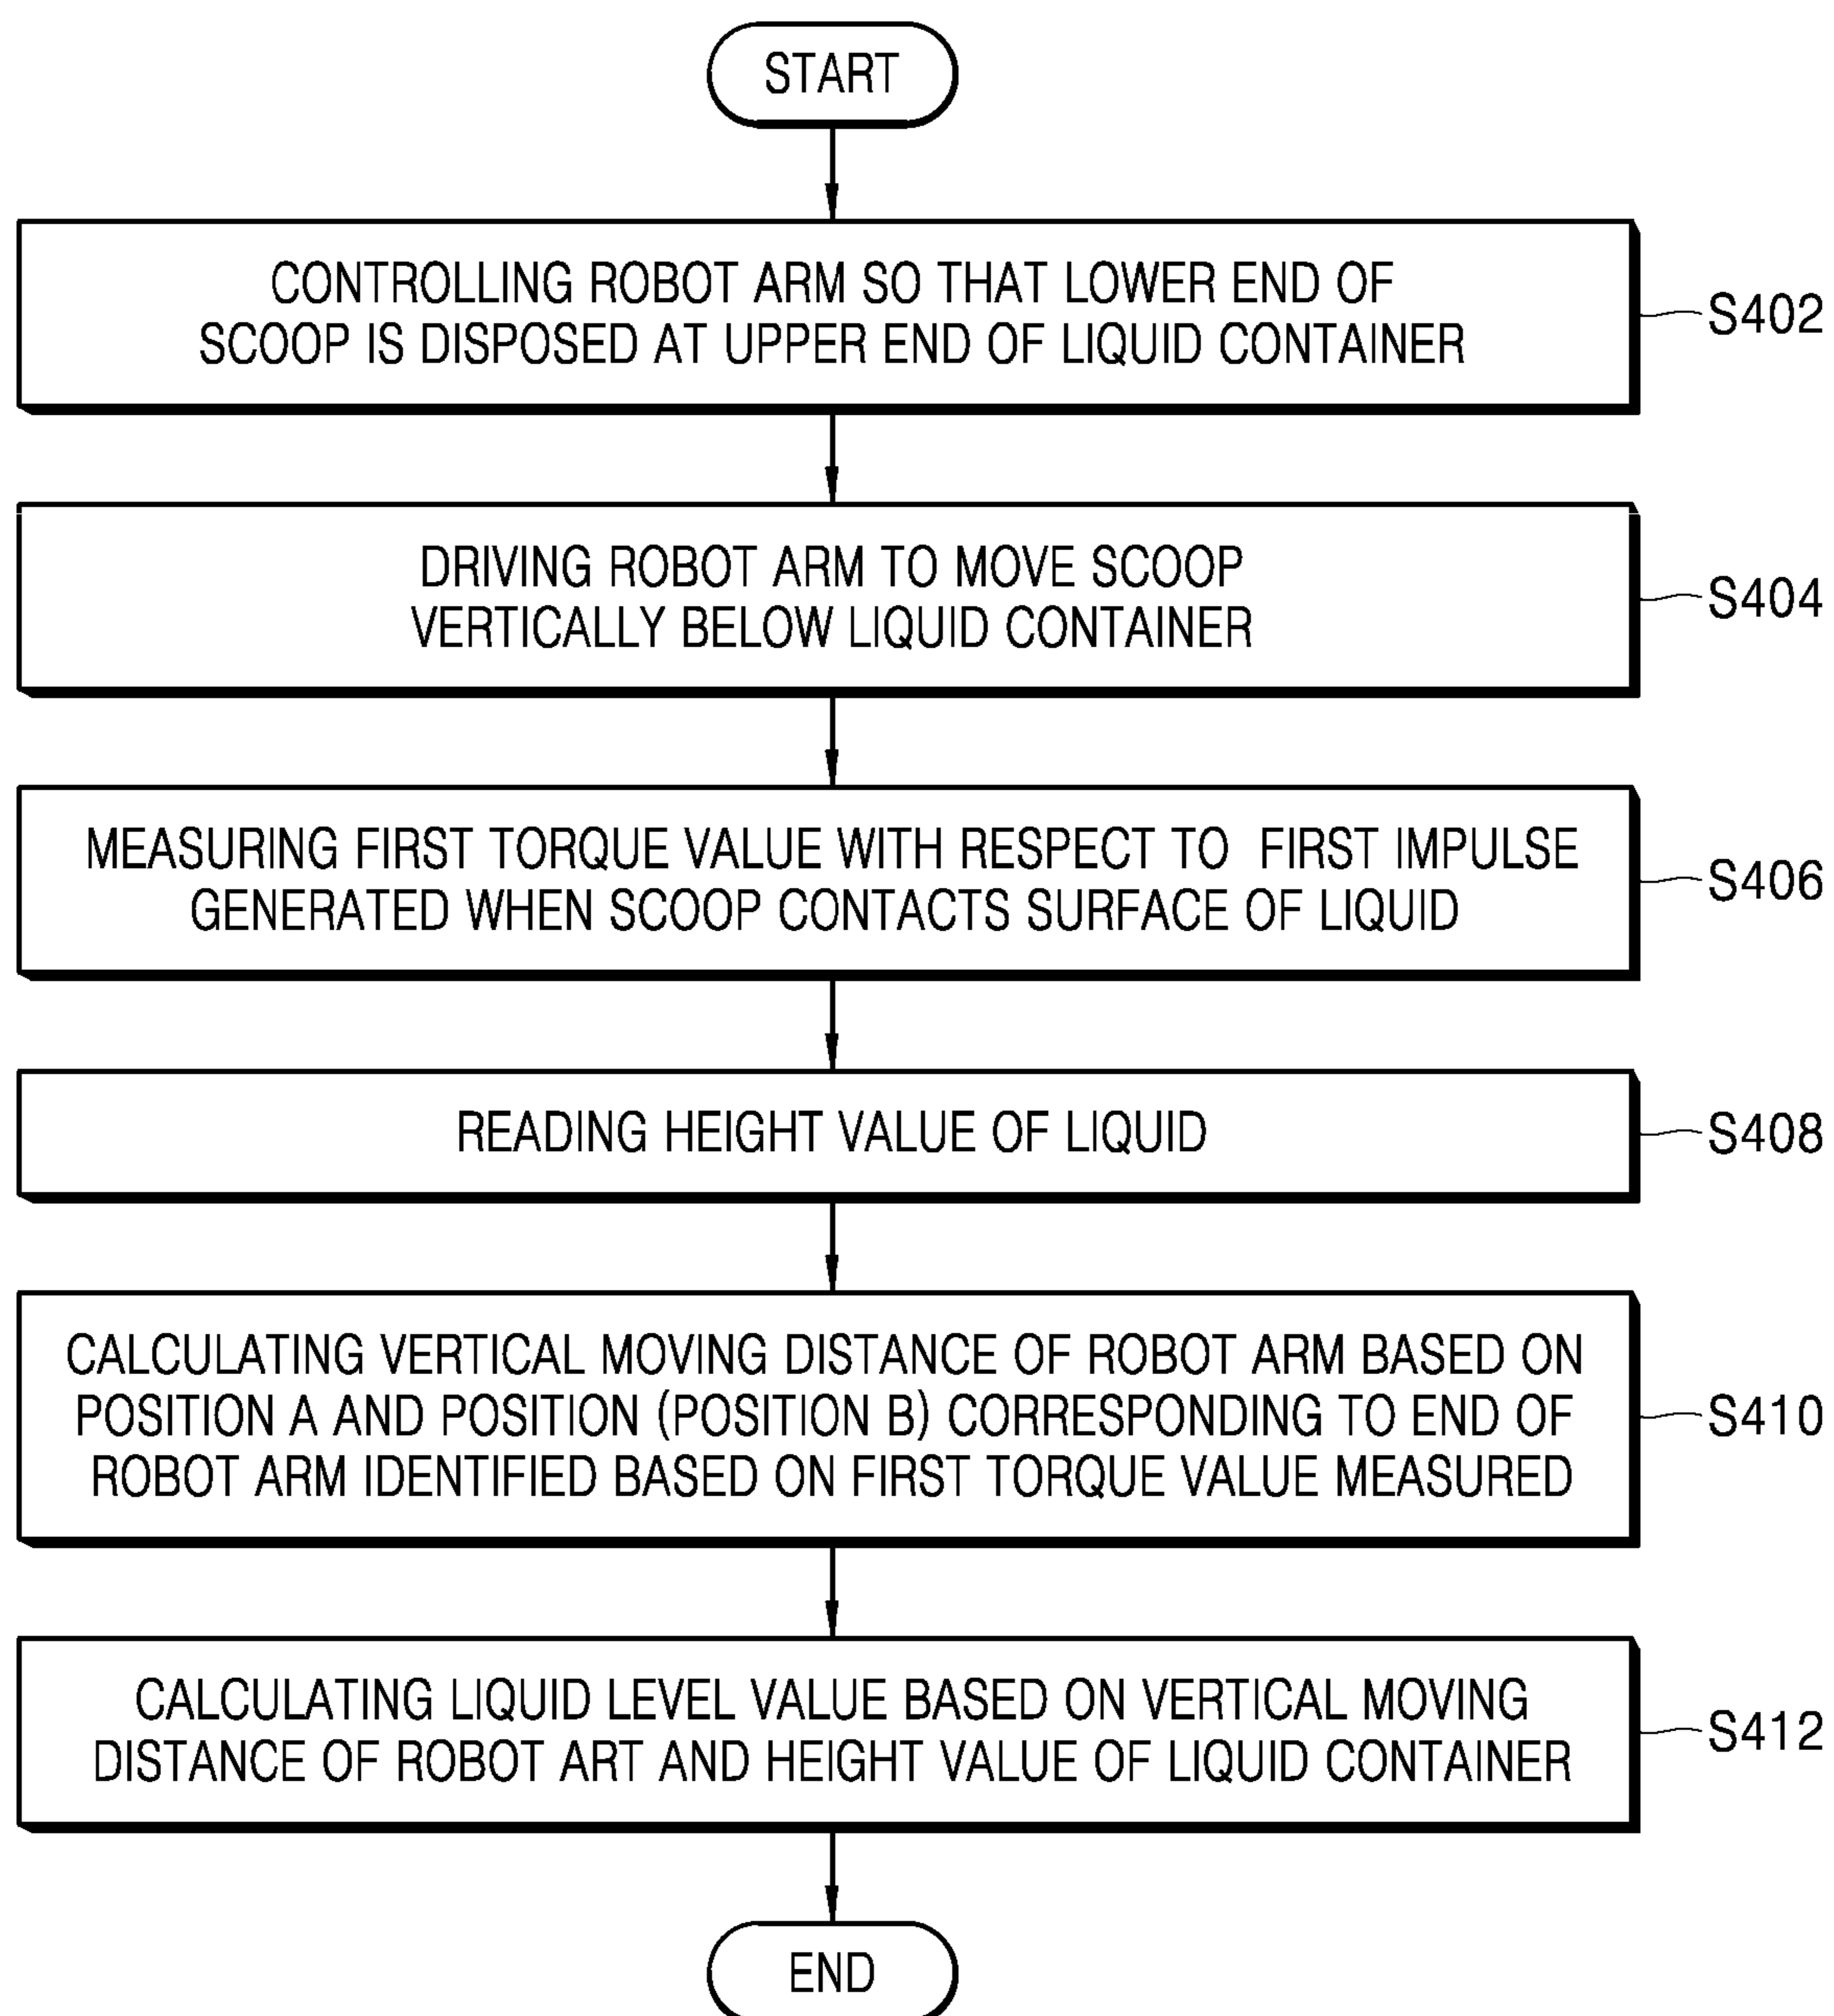 START
CONTROLLING ROBOT ARM SO THAT LOWER END OF
SCOOP IS DISPOSED AT UPPER END OF LIQUID CONTAINER
S402
DRIVING ROBOT ARM TO MOVE SCOOP
VERTICALLY BELOW LIQUID CONTAINER
S404
MEASURING FIRST TORQUE VALUE WITH RESPECT TO FIRST IMPULSE
GENERATED WHEN SCOOP CONTACTS SURFACE OF LIQUID
S406
READING HEIGHT VALUE OF LIQUID
S408
CALCULATING VERTICAL MOVING DISTANCE OF ROBOT ARM BASED ON
POSITION A AND POSITION (POSITION B) CORRESPONDING TO END OF
ROBOT ARM IDENTIFIED BASED ON FIRST TORQUE VALUE MEASURED
S410
CALCULATING LIQUID LEVEL VALUE BASED ON VERTICAL MOVING
DISTANCE OF ROBOT ART AND HEIGHT VALUE OF LIQUID CONTAINER
S412
END